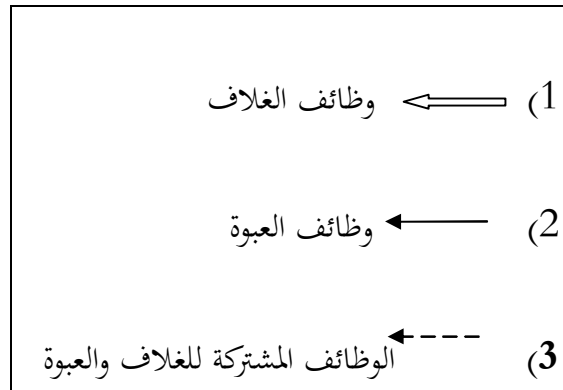 1) وظائف الغلاف
2) وظائف العبوة
3) الوظائف المشتركة للغلاف والعبوة